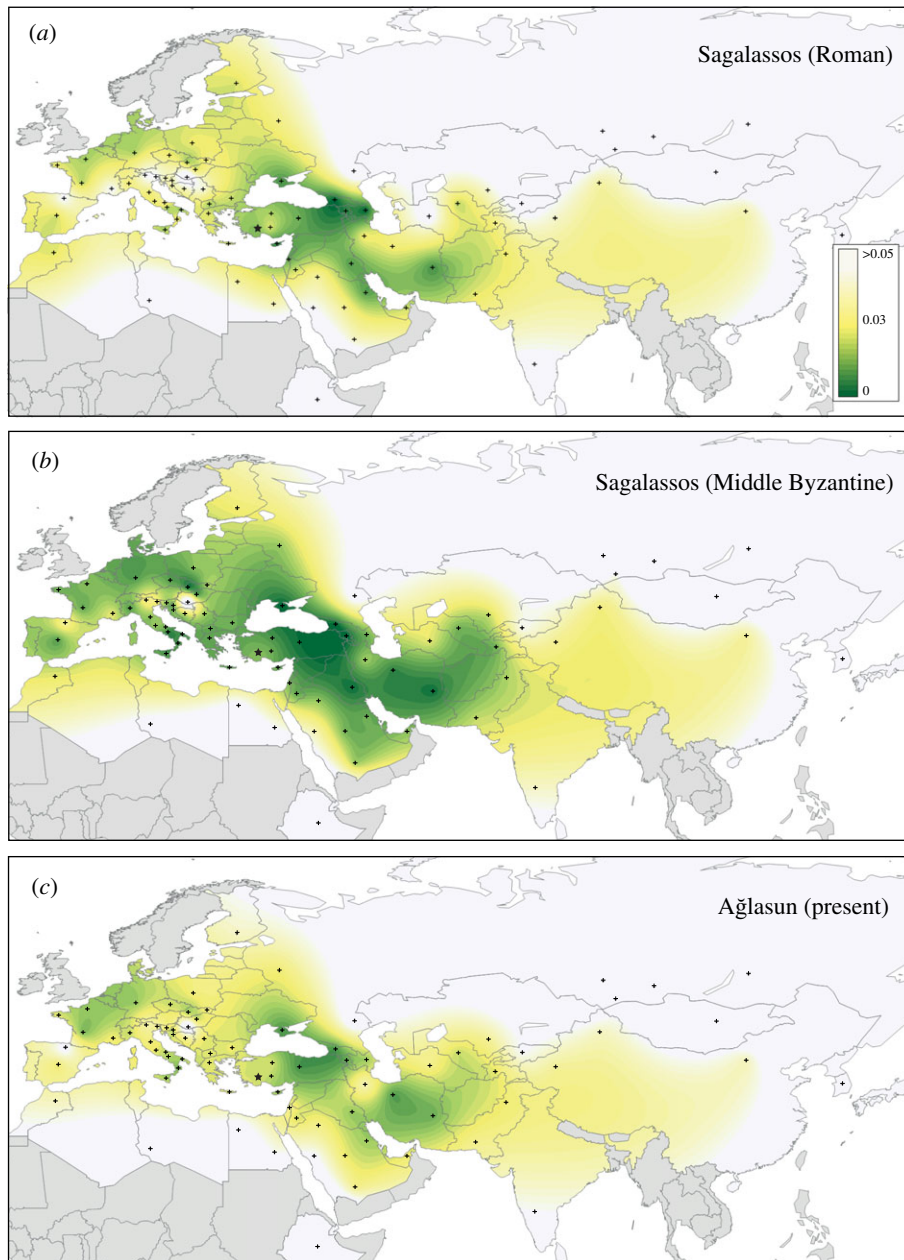 (a)
Sagalassos (Roman)
>0.05
0.03
0
(b)
Sagalassos (Middle Byzantine)
(c)
Ağlasun (present)